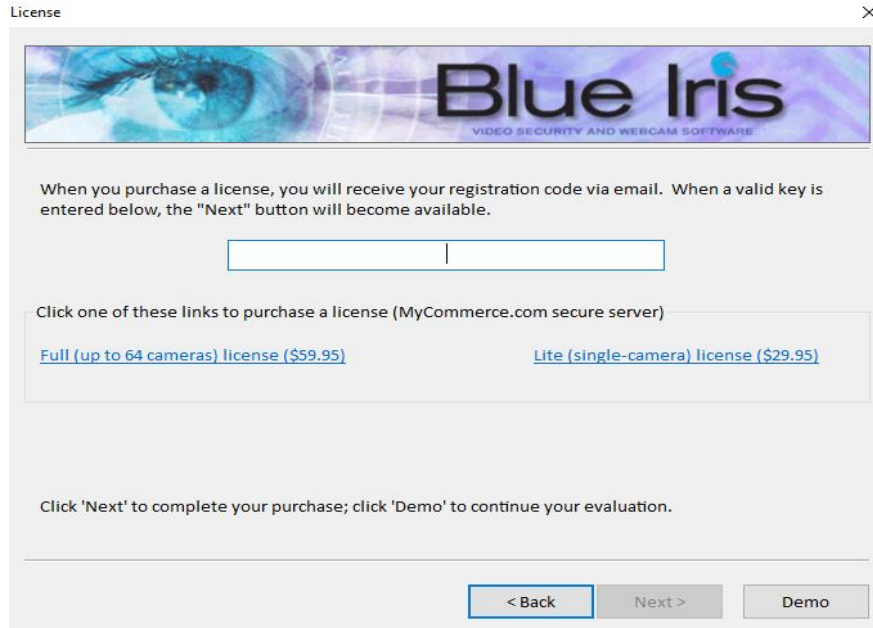 License
Blue Iris
VIDEO SECURITY AND WEBCAM SOFTWARE
When you purchase a license, you will receive your registration code via email.  When a valid key is
entered below, the "Next" button will become available.
Click one of these links to purchase a license (MyCommerce.com secure server)
Full (up to 64 cameras) license ($59.95)
Lite (single-camera) license ($29.95)
Click 'Next' to complete your purchase; click 'Demo' to continue your evaluation.
< Back
Next >
Demo